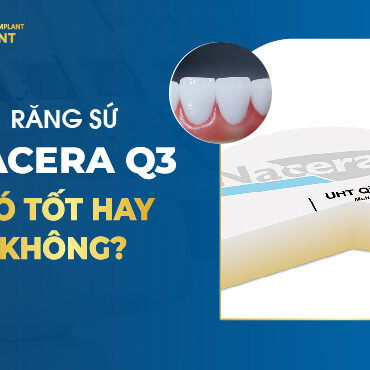 MPLANT
NT
RĂNG SỨ
ACERA Q3
Ó TỐT HAY
KHÔNG?
Nacera
UHT Q